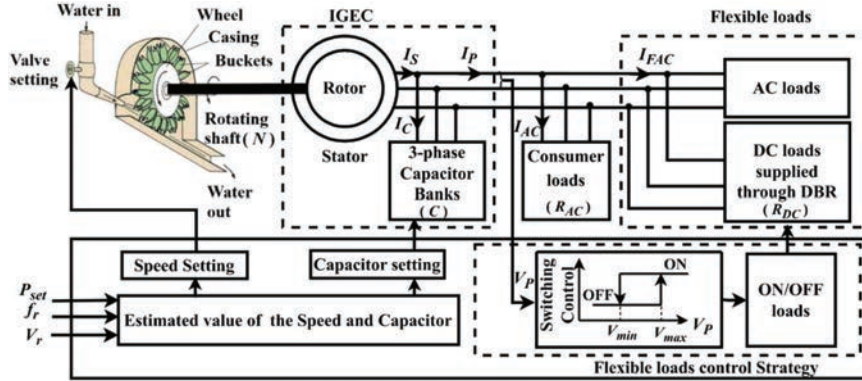 Water in
Wheel
Casing
Buckets
Valve
setting
Rotating
shaft(N)
Water
out
IGEC
Rotor
Stator
I_S
I_P
I_C
3-phase
Capacitor
Banks
(C)
I_AC
Consumer
loads
(R_AC)
Flexible loads
I_FAC
AC loads
DC loads
supplied
through DBR
(R_DC)
Speed Setting
Capacitor setting
P_set
f_r
V_r
Estimated value of the Speed and Capacitor
V_P
Switching
Control
ON
OFF
V_min
V_max
V_P
ON/OFF
loads
Flexible loads control Strategy